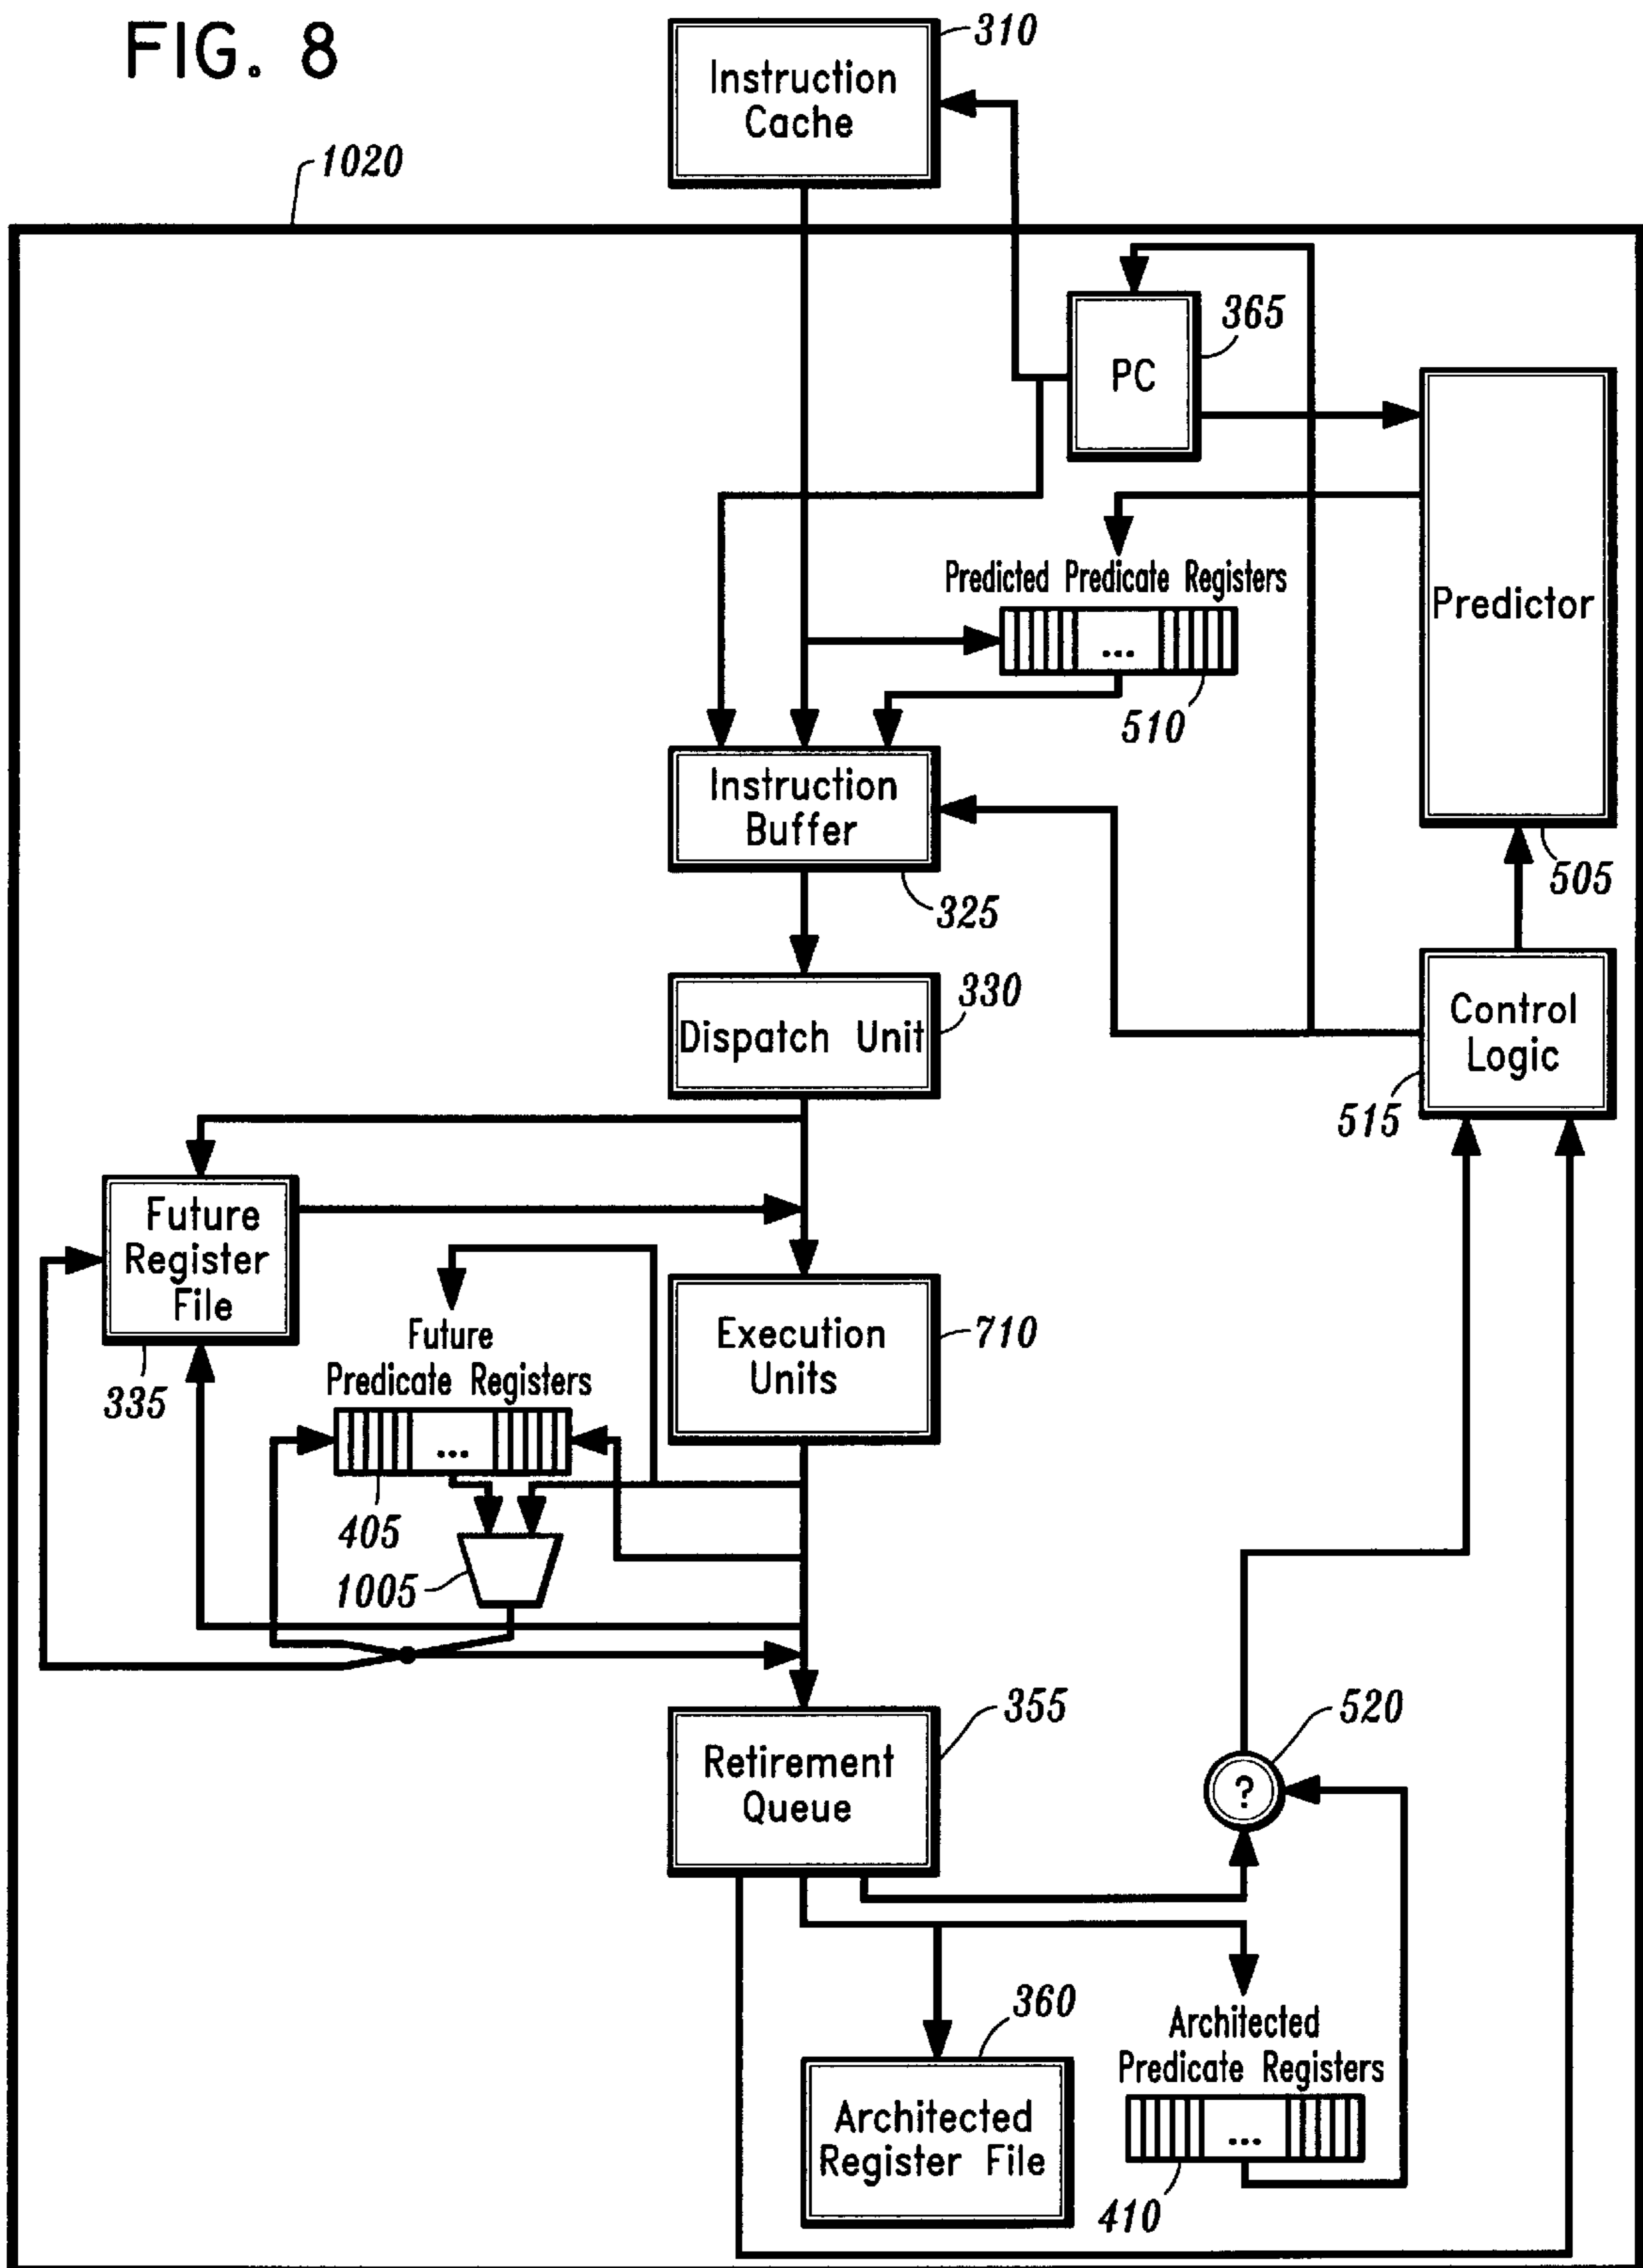 FIG. 8
310
Instruction
Cache
1020
365
PC
Predicted Predicate Registers
...
510
Predictor
505
Instruction
Buffer
325
330
Dispatch Unit
Control
Logic
515
Future
Register
File
335
Future
Predicate Registers
...
405
1005
Execution
Units
710
355
Retirement
Queue
520
?
360
Architected
Register File
Architected
Predicate Registers
...
410